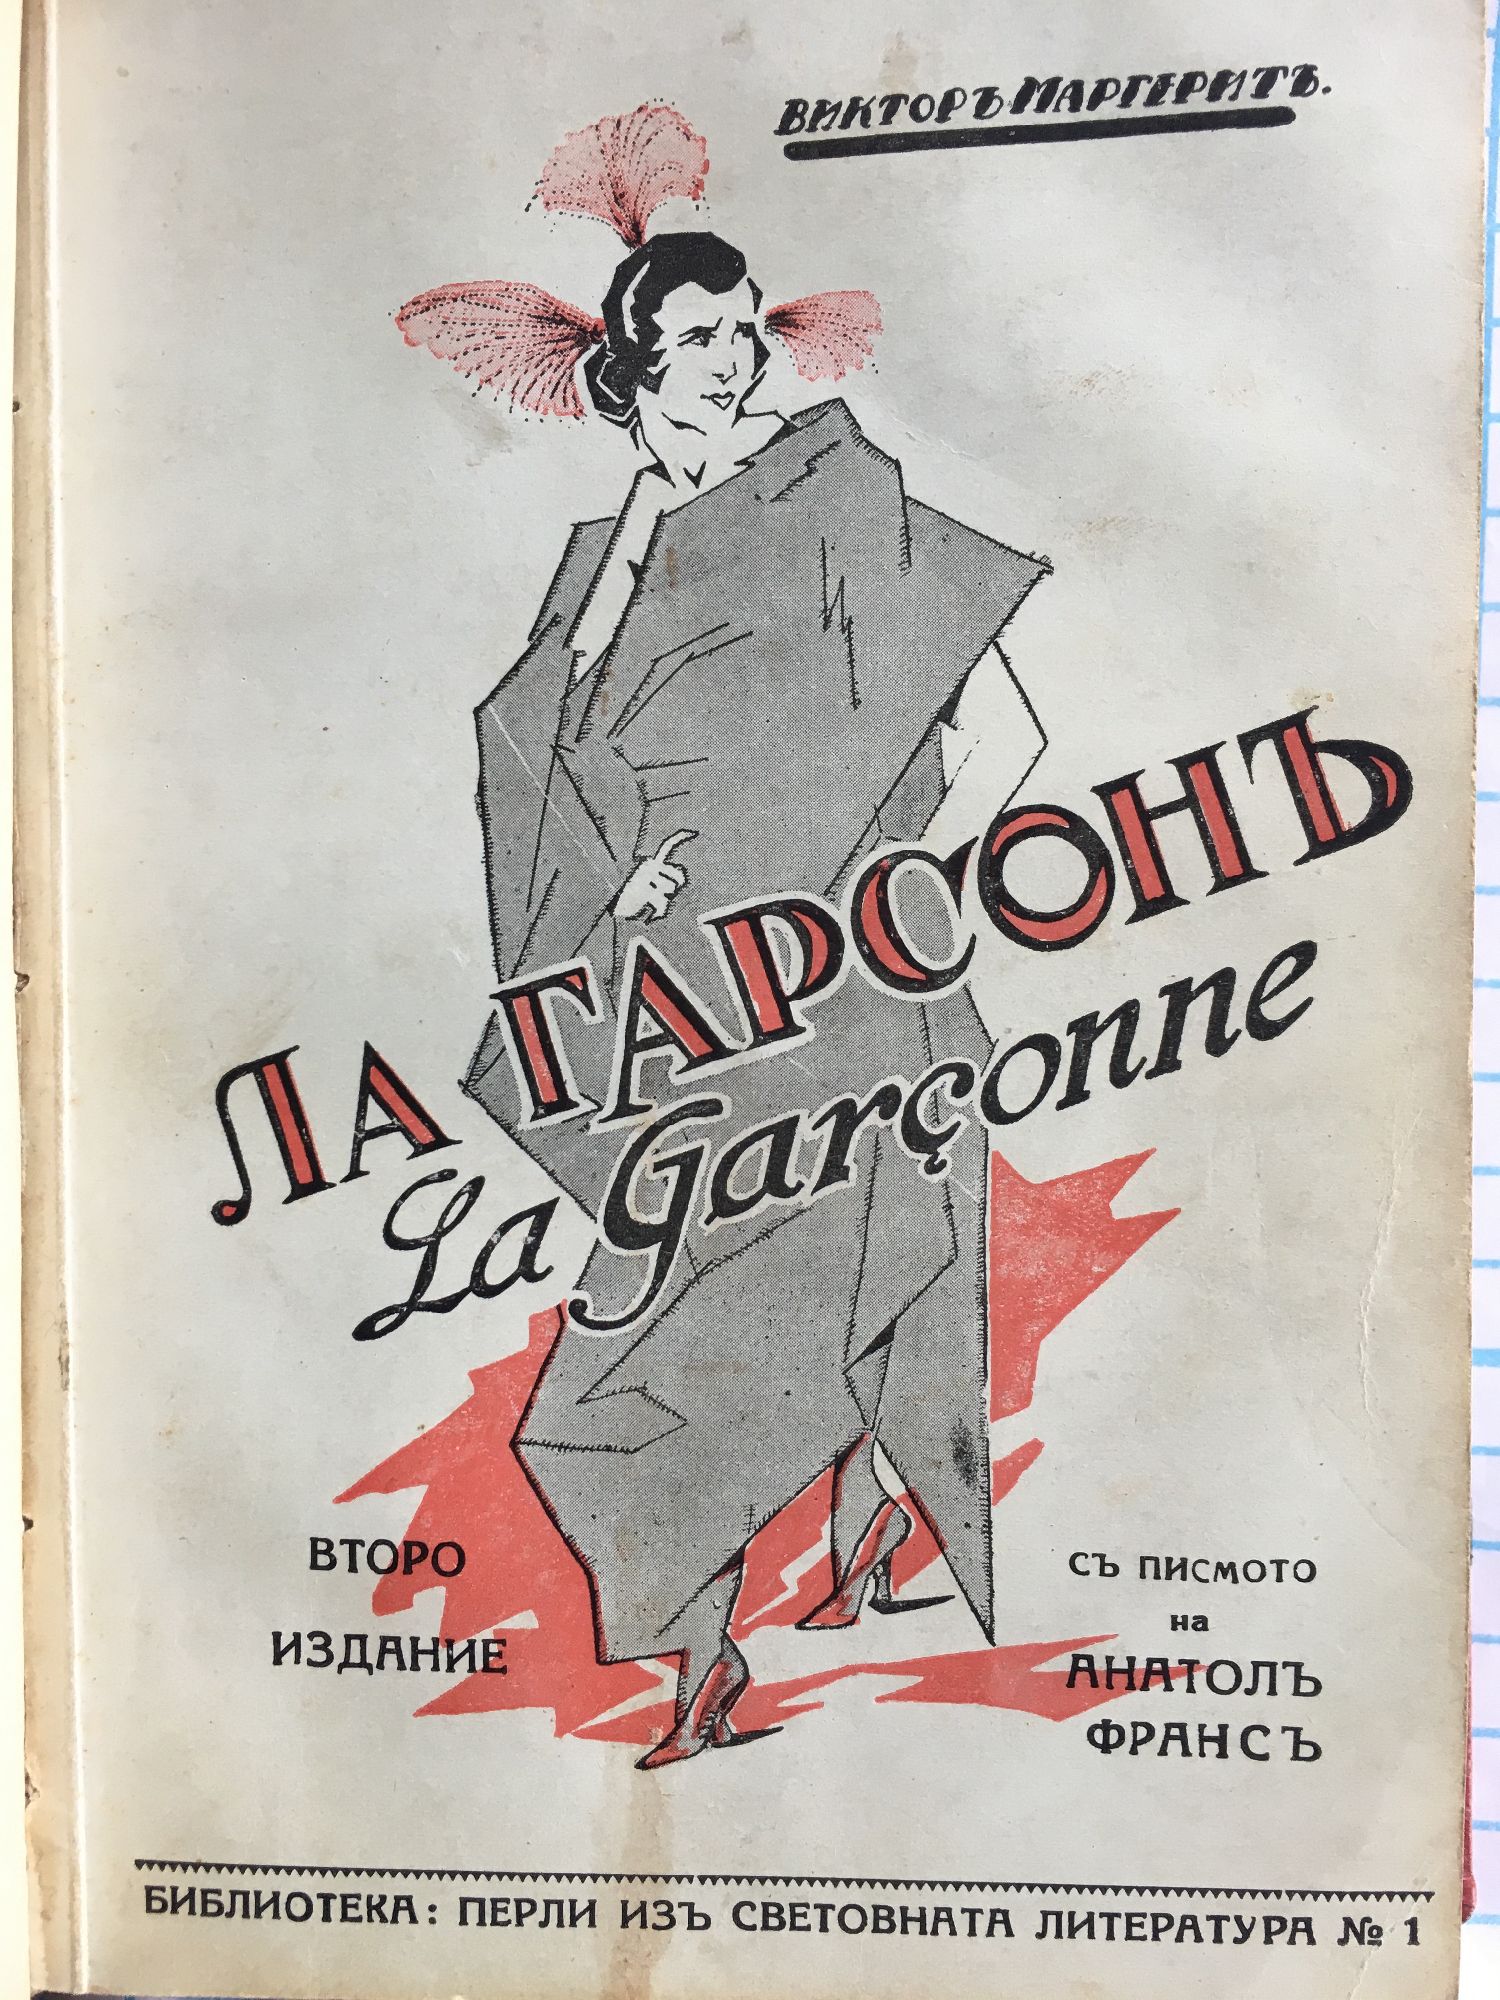 ВИКТОРЪ МАРГЕРИТЪ.
ЛА ГАРСОНЪ
La Garçonne
ВТОРО
ИЗДАНИЕ
СЪ ПИСМОТО
на
АНАТОЛЪ
ФРАНСЪ
БИБЛИОТЕКА: ПЕРЛИ ИЗЪ СВЕТОВНАТА ЛИТЕРАТУРА № 1